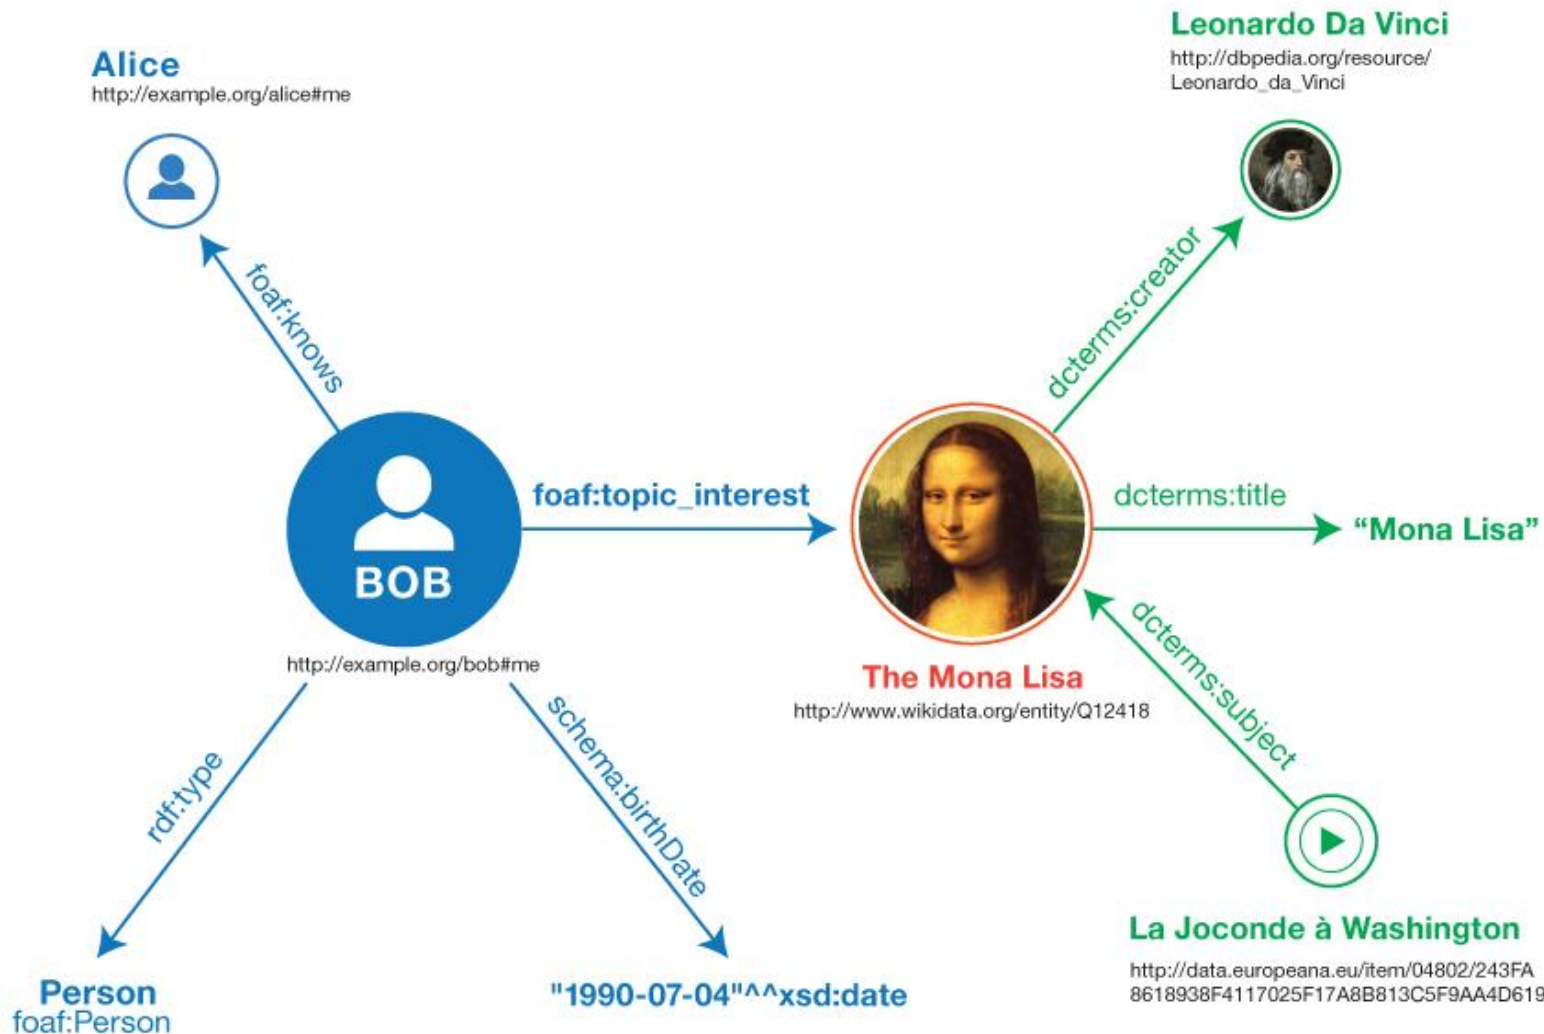 Alice
http://example.org/alice#me
Leonardo Da Vinci
http://dbpedia.org/resource/
Leonardo_da_Vinci
foaf:knows
dcterms:creator
BOB
http://example.org/bob#me
foaf:topic_interest
The Mona Lisa
http://www.wikidata.org/entity/Q12418
dcterms:title
“Mona Lisa”
dcterms:subject
rdf:type
schema:birthDate
Person
foaf:Person
"1990-07-04"^^xsd:date
La Joconde à Washington
http://data.europeana.eu/item/04802/243FA
8618938F4117025F17A8B813C5F9AA4D619